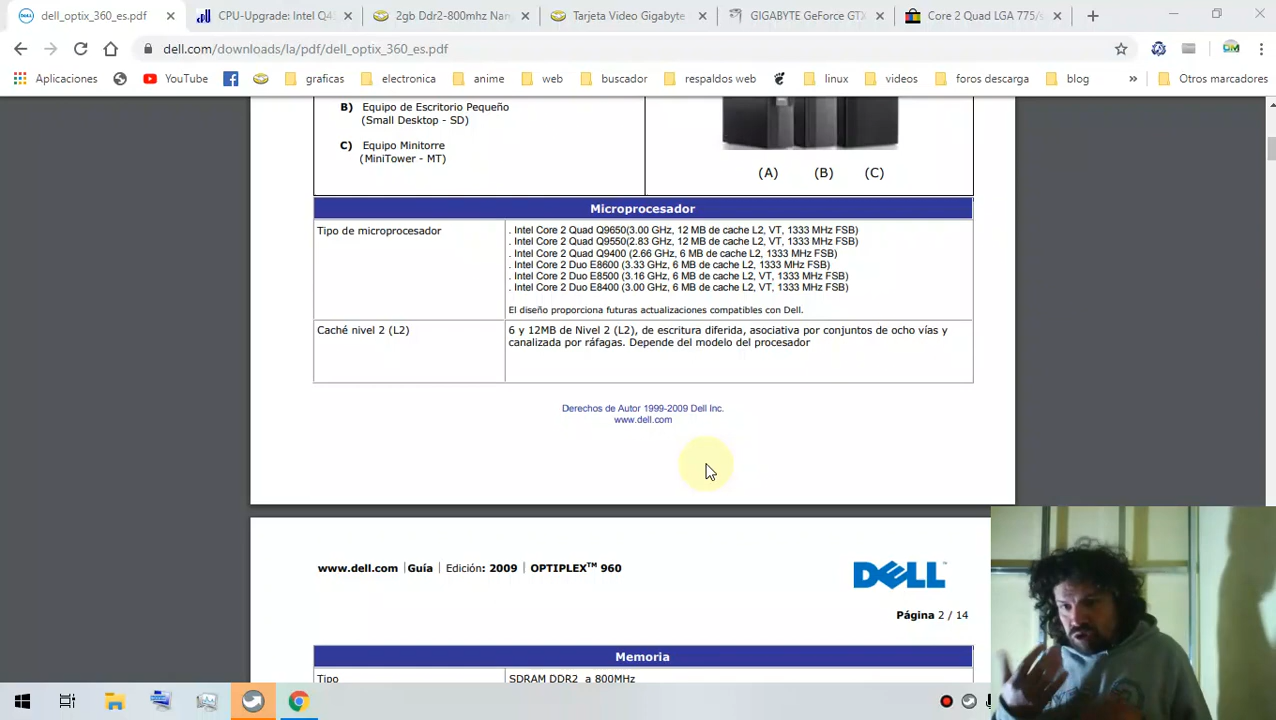 dell_optix_360_es.pdf
CPU-Upgrade: Intel Q4
2gb Ddr2-800mhz Nan
Tarjeta Video Gigabyte
GIGABYTE GeForce GTX
Core 2 Quad LGA 775/s
dell.com/downloads/la/pdf/dell_optix_360_es.pdf
Aplicaciones
YouTube
graficas
electronica
anime
web
buscador
respaldos web
linux
videos
foros descarga
blog
Otros marcadores
B) Equipo de Escritorio Pequeño
(Small Desktop - SD)
C) Equipo Minitorre
(MiniTower - MT)
(A) (B) (C)
Microprocesador
Tipo de microprocesador
. Intel Core 2 Quad Q9650(3.00 GHz, 12 MB de cache L2, VT, 1333 MHz FSB)
. Intel Core 2 Quad Q9550(2.83 GHz, 12 MB de cache L2, VT, 1333 MHz FSB)
. Intel Core 2 Quad Q9400 (2.66 GHz, 6 MB de cache L2, 1333 MHz FSB)
. Intel Core 2 Duo E8600 (3.33 GHz, 6 MB de cache L2, 1333 MHz FSB)
. Intel Core 2 Duo E8500 (3.16 GHz, 6 MB de cache L2, VT, 1333 MHz FSB)
. Intel Core 2 Duo E8400 (3.00 GHz, 6 MB de cache L2, VT, 1333 MHz FSB)
El diseño proporciona futuras actualizaciones compatibles con Dell.
Caché nivel 2 (L2)
6 y 12MB de Nivel 2 (L2), de escritura diferida, asociativa por conjuntos de ocho vías y
canalizada por ráfagas. Depende del modelo del procesador
Derechos de Autor 1999-2009 Dell Inc.
www.dell.com
www.dell.com |Guía | Edición: 2009 | OPTIPLEX™ 960
DELL™
Página 2 / 14
Memoria
Tipo
SDRAM DDR2 a 800MHz